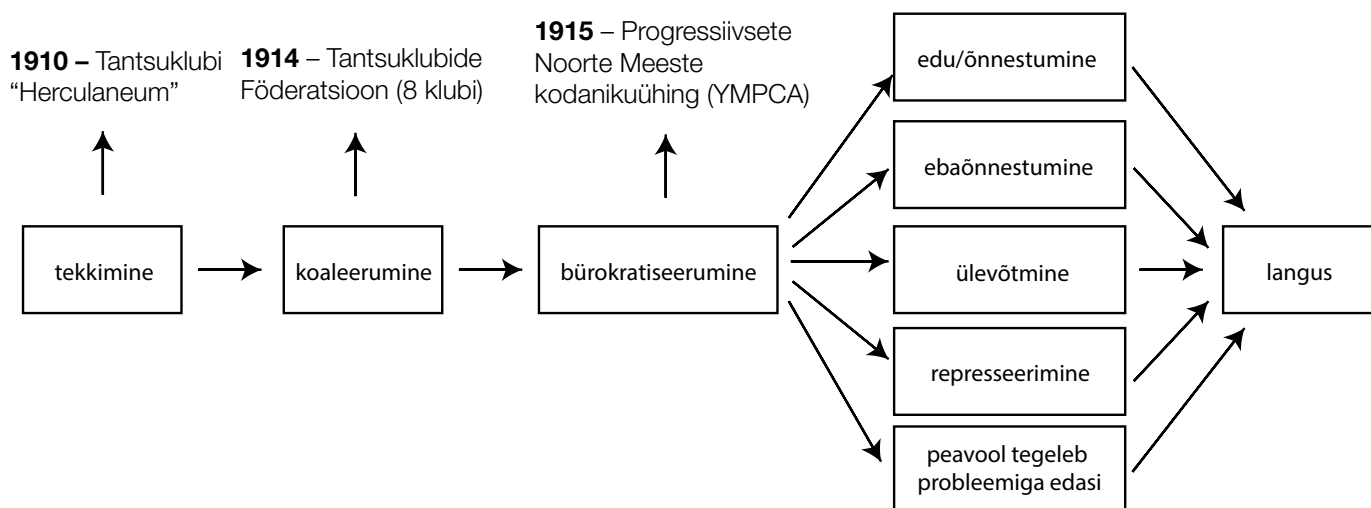 1910 – Tantsuklubi
“Herculaneum”
1914 – Tantsuklubide
Föderatsioon (8 klubi)
1915 – Progressiivsete
Noorte Meeste
kodanikuühing (YMPCA)
tekkimine
koaleerumine
bürokratiseerumine
edu/õnnestumine
ebaõnnestumine
ülevõtmine
represseerimine
peavool tegeleb
probleemiga edasi
langus